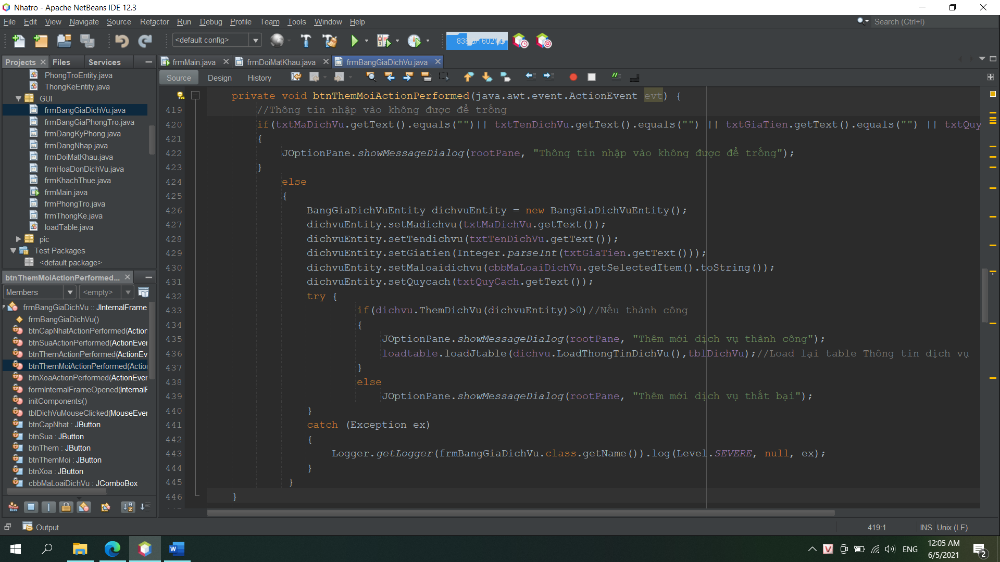 Nhatro - Apache NetBeans IDE 12.3
File Edit View Navigate Source Refactor Run Debug Profile Team Tools Window Help
Search (Ctrl+I)
<default config>
Projects Files Services
frmMain.java frmDoiMatKhau.java frmBangGiaDichVu.java
Source Design History
PhongTroEntity.java
ThongKeEntity.java
GUI
frmBangGiaDichVu.java
frmBangGiaPhongTro.java
frmDangKyPhong.java
frmDangNhap.java
frmDoiMatKhau.java
frmHoaDonDichVu.java
frmKhachThue.java
frmMain.java
frmPhongTro.java
frmThongKe.java
loadTable.java
pic
Test Packages
<default package>
btnThemMoiActionPerformed...
Members <empty>
frmBangGiaDichVu :: JInternalFrame
frmBangGiaDichVu()
btnCapNhatActionPerformed(Action
btnSuaActionPerformed(ActionEver
btnThemActionPerformed(ActionEv
btnThemMoiActionPerformed(Actio
btnXoaActionPerformed(ActionEver
formInternalFrameOpened(InternalF
initComponents()
tblDichVuMouseClicked(MouseEver
btnCapNhat : JButton
btnSua : JButton
btnThem : JButton
btnThemMoi : JButton
btnXoa : JButton
cbbMaLoaiDichVu : JComboBox
private void btnThemMoiActionPerformed(java.awt.event.ActionEvent evt) {
419 //Thông tin nhập vào không được để trống
420 if(txtMaDichVu.getText().equals("")|| txtTenDichVu.getText().equals("") || txtGiaTien.getText().equals("") || txtQuy
421 {
422 JOptionPane.showMessageDialog(rootPane, "Thông tin nhập vào không được để trống");
423 }
424 else
425 {
426 BangGiaDichVuEntity dichvuEntity = new BangGiaDichVuEntity();
427 dichvuEntity.setMadichvu(txtMaDichVu.getText());
428 dichvuEntity.setTendichvu(txtTenDichVu.getText());
429 dichvuEntity.setGiatien(Integer.parseInt(txtGiaTien.getText()));
430 dichvuEntity.setMaloaidichvu(cbbMaLoaiDichVu.getSelectedItem().toString());
431 dichvuEntity.setQuycach(txtQuyCach.getText());
432 try {
433 if(dichvu.ThemDichVu(dichvuEntity)>0)//Nếu thành công
434 {
435 JOptionPane.showMessageDialog(rootPane, "Thêm mới dịch vụ thành công");
436 loadtable.loadJtable(dichvu.LoadThongTinDichVu(),tblDichVu);//Load lại table Thông tin dịch vụ
437 }
438 else
439 JOptionPane.showMessageDialog(rootPane, "Thêm mới dịch vụ thất bại");
440 }
441 catch (Exception ex)
442 {
443 Logger.getLogger(frmBangGiaDichVu.class.getName()).log(Level.SEVERE, null, ex);
444 }
445 }
446 }
Output
419:1 INS Unix (LF)
ENG
12:05 AM
6/5/2021
2